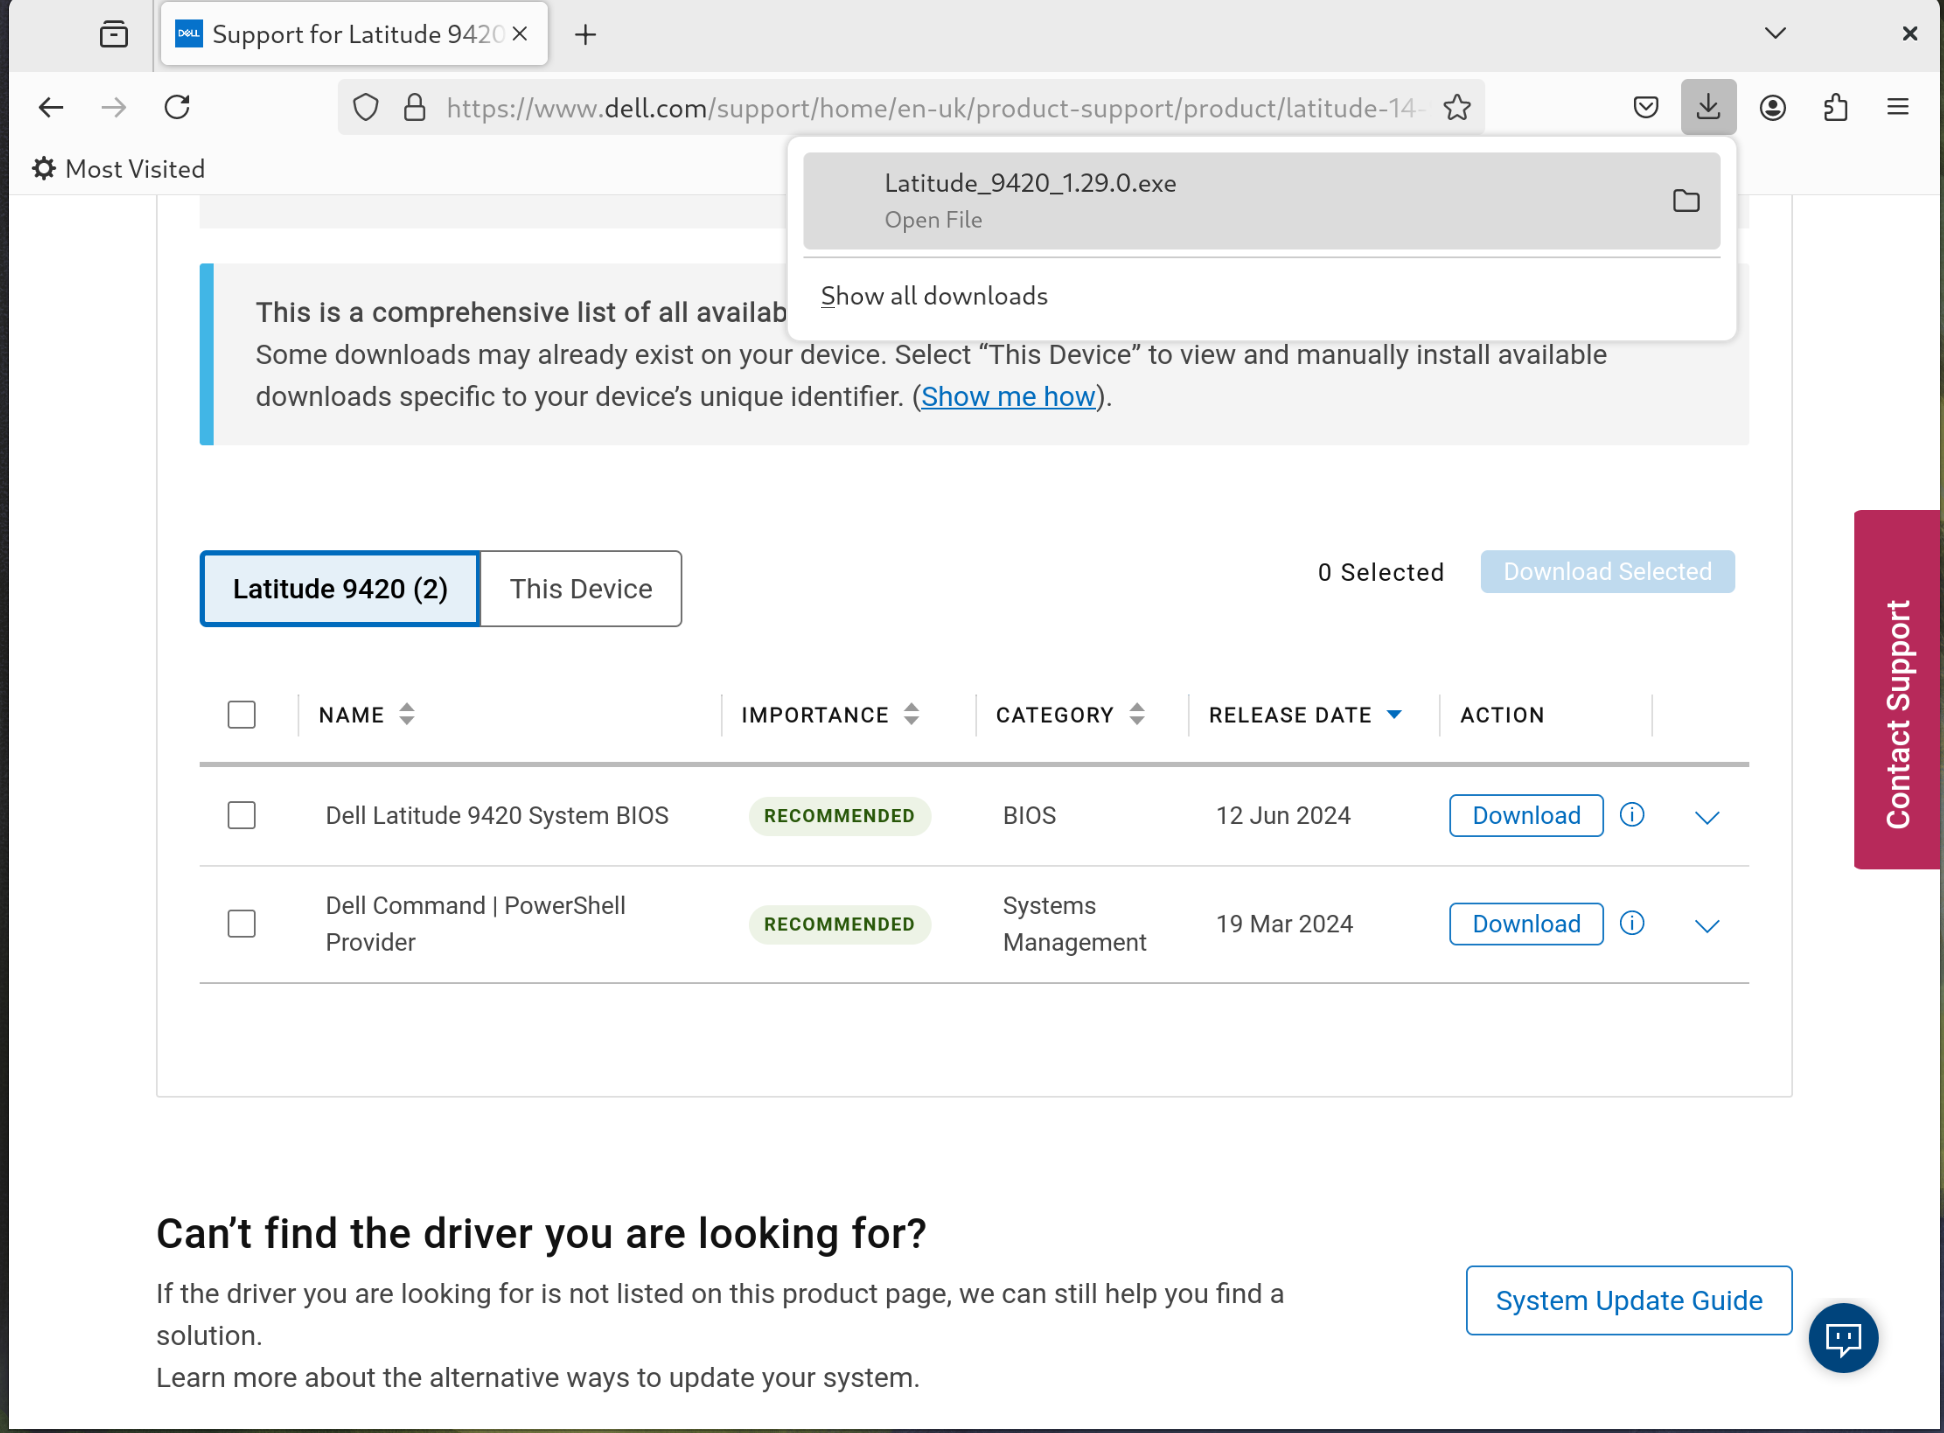 DELL Support for Latitude 9420
https://www.dell.com/support/home/en-uk/product-support/product/latitude-14-
Most Visited
Latitude_9420_1.29.0.exe
Open File
Show all downloads
This is a comprehensive list of all availab
Some downloads may already exist on your device. Select “This Device” to view and manually install available
downloads specific to your device’s unique identifier. (Show me how).
Latitude 9420 (2)
This Device
0 Selected
Download Selected
NAME IMPORTANCE CATEGORY RELEASE DATE ACTION
Dell Latitude 9420 System BIOS RECOMMENDED BIOS 12 Jun 2024 Download
Dell Command | PowerShell
Provider
RECOMMENDED
Systems
Management
19 Mar 2024
Download
Contact Support
Can’t find the driver you are looking for?
If the driver you are looking for is not listed on this product page, we can still help you find a
solution.
Learn more about the alternative ways to update your system.
System Update Guide